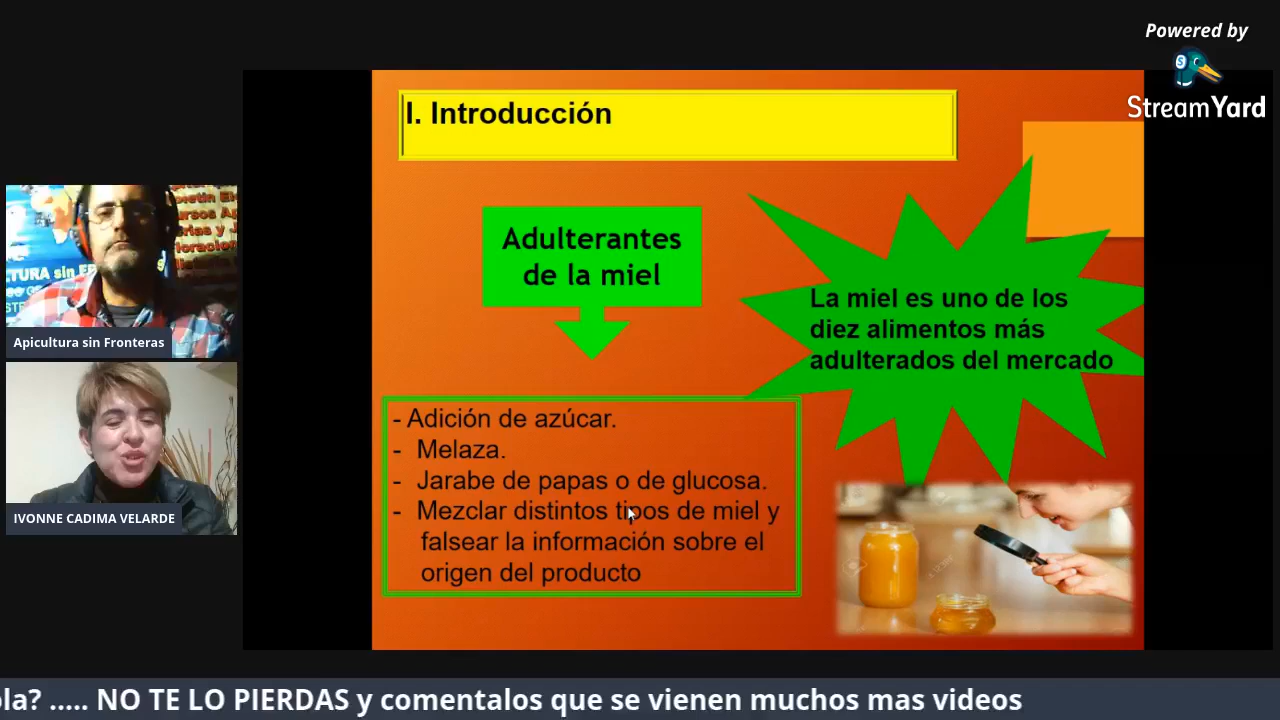 Powered by
StreamYard
I. Introducción
Adulterantes
de la miel
La miel es uno de los
diez alimentos más
adulterados del mercado
- Adición de azúcar.
- Melaza.
- Jarabe de papas o de glucosa.
- Mezclar distintos tipos de miel y
falsear la información sobre el
origen del producto
TURA sin
Apicultura sin Fronteras
IVONNE CADIMA VELARDE
ola? ..... NO TE LO PIERDAS y comentalos que se vienen muchos mas videos